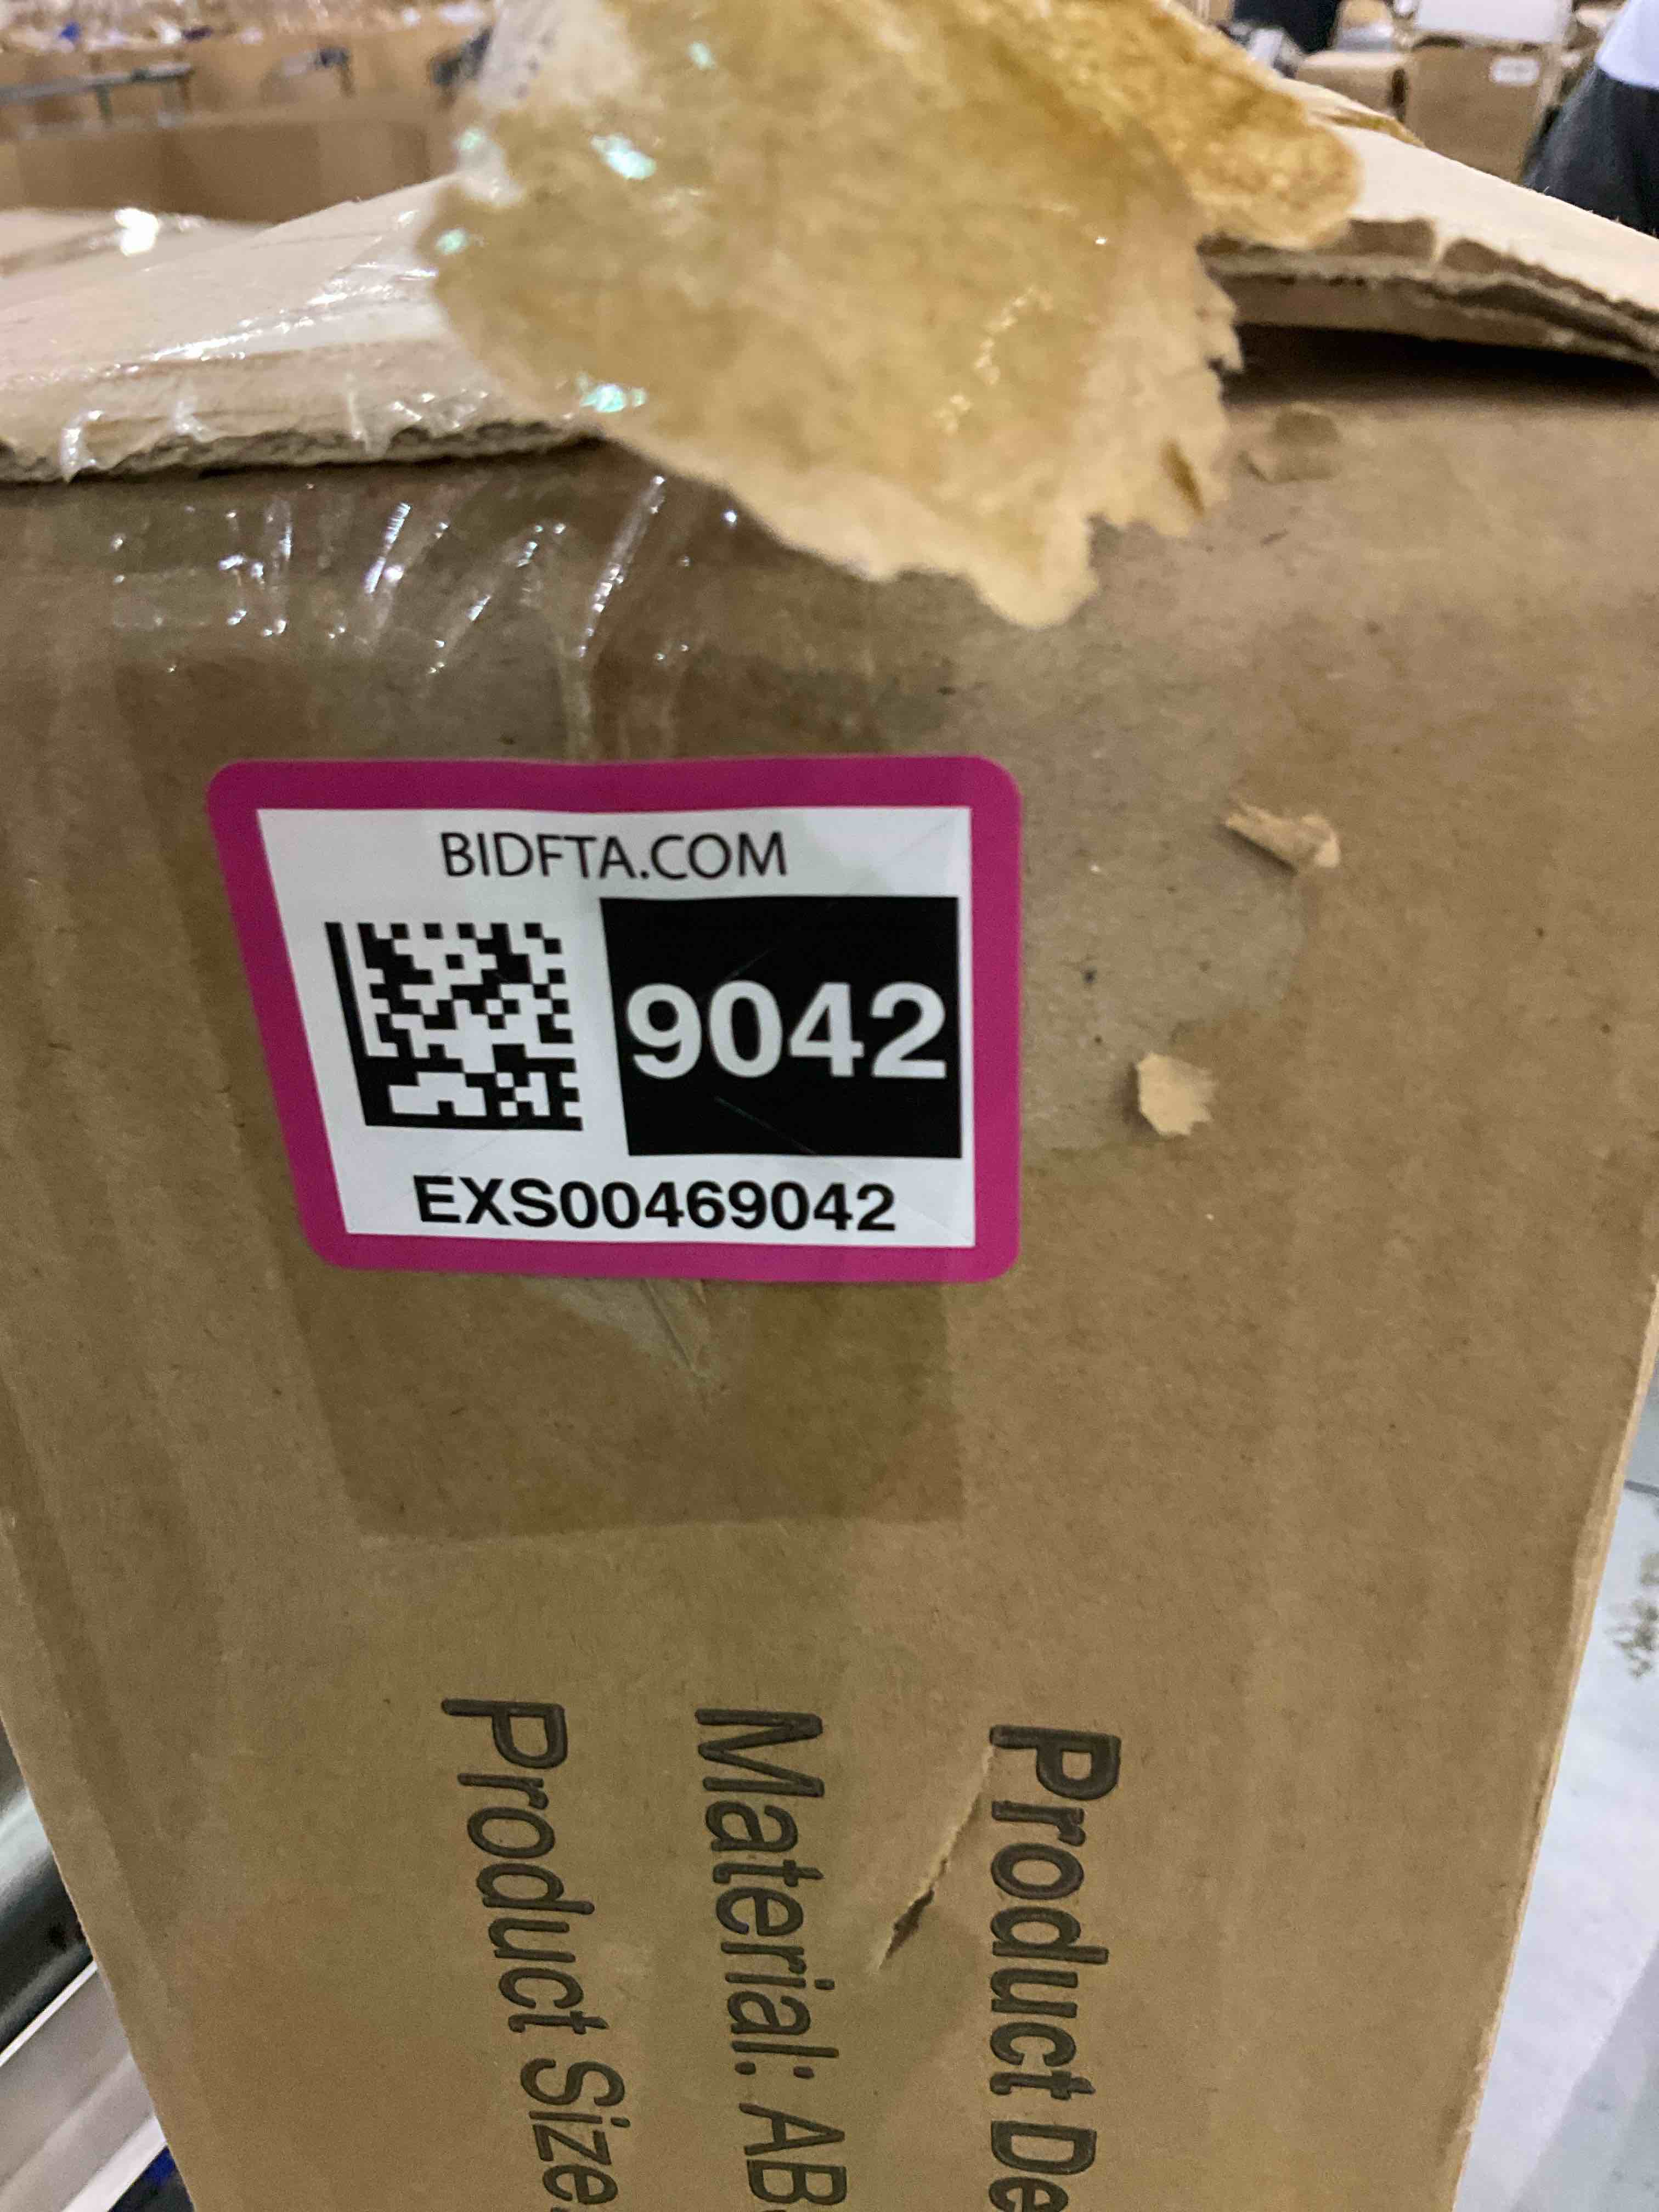 BIDFTA.COM
9042
EXS00469042
Product De
Material: AB
Product Size